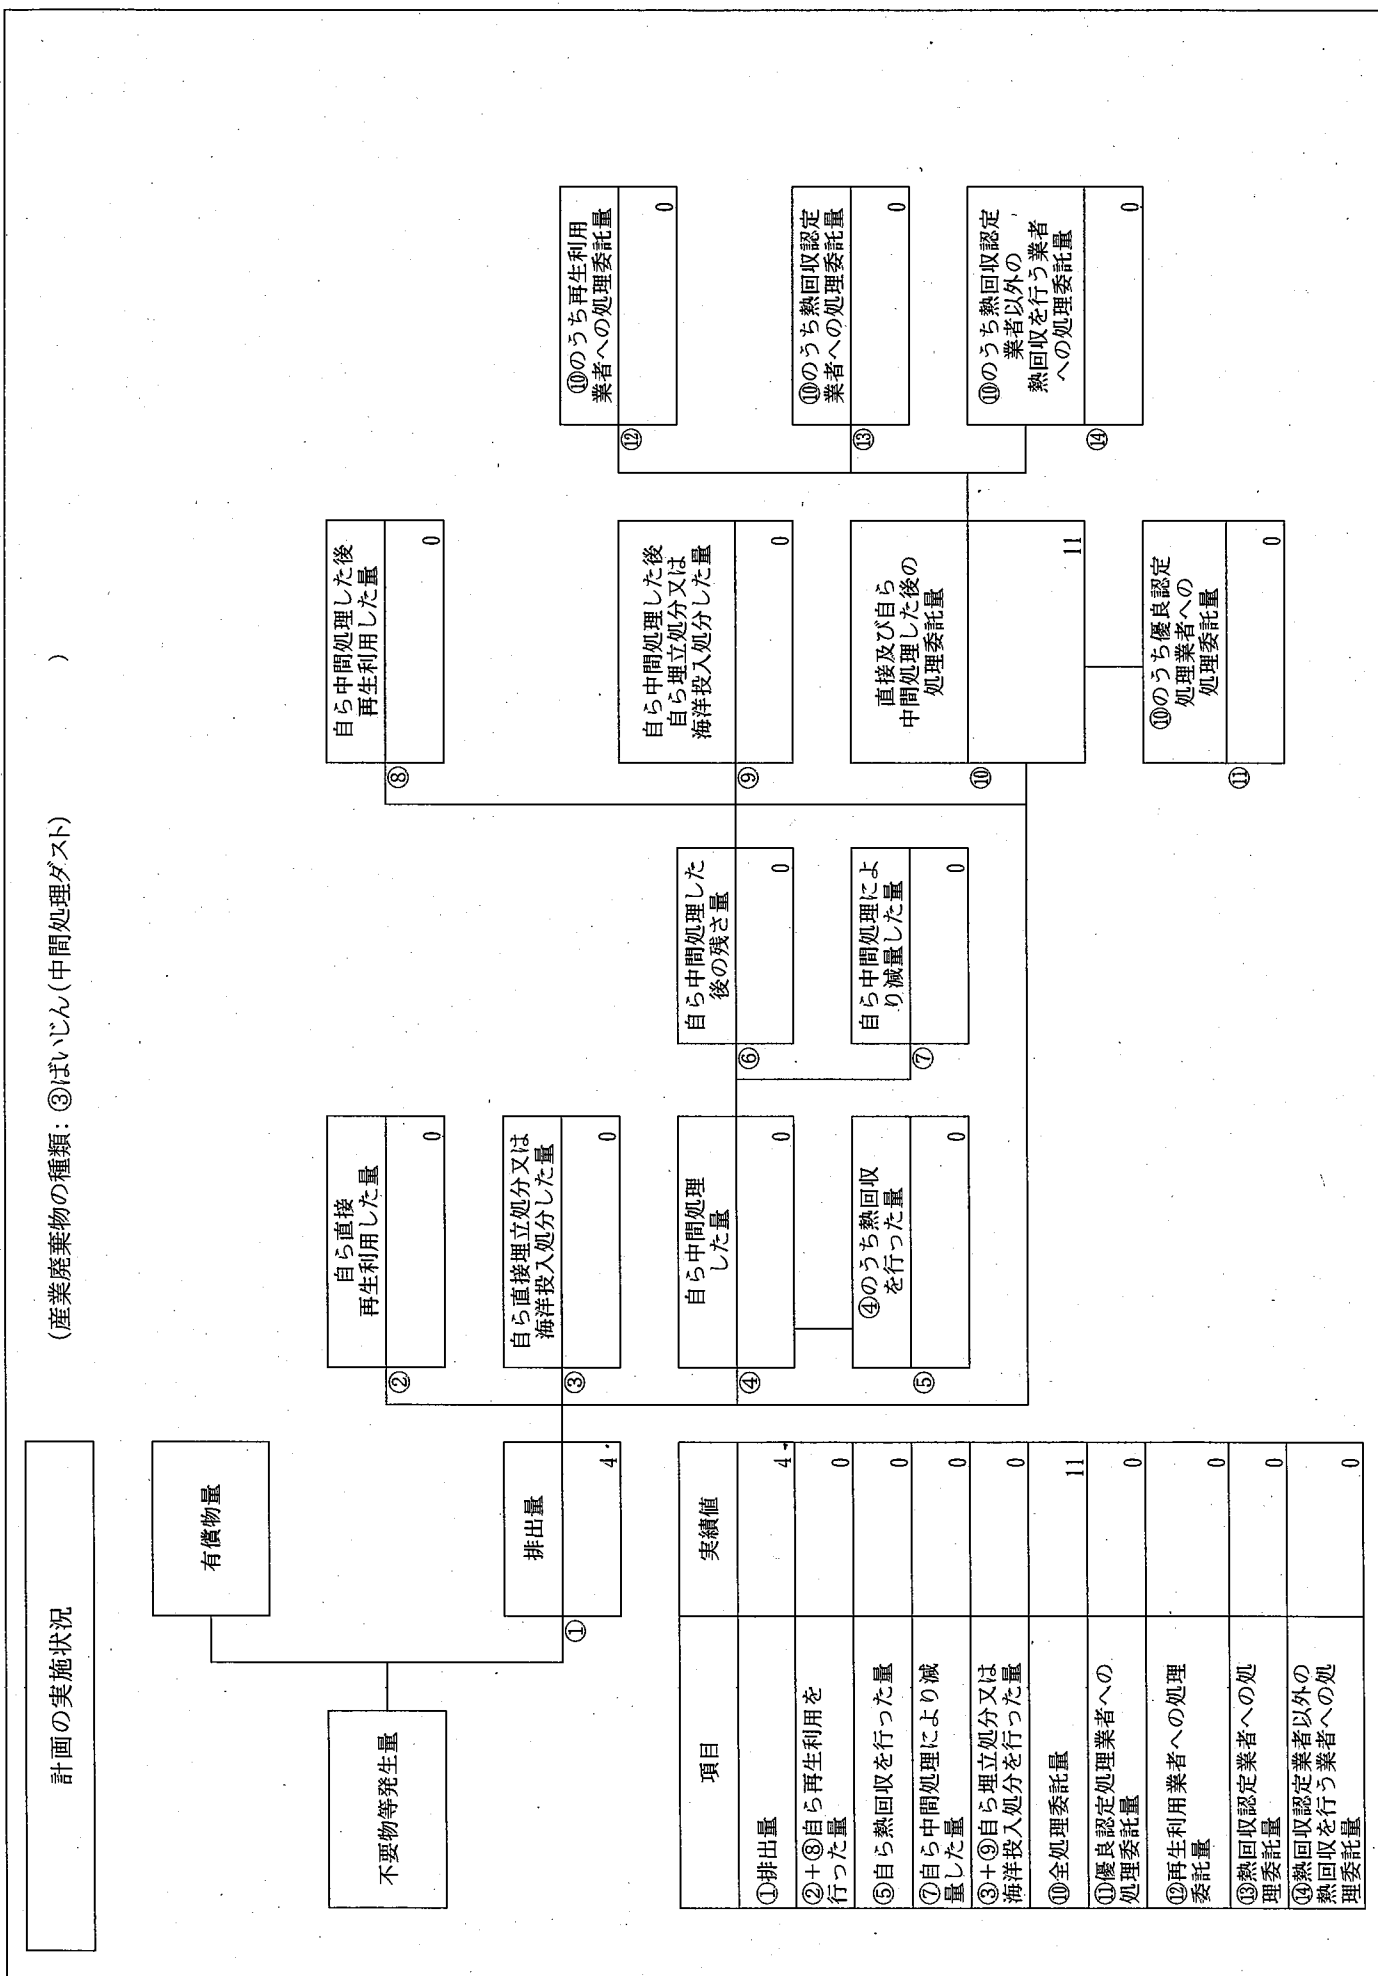 計画の実施状況
(産業廃棄物の種類：③ばいじん(中間処理ダスト)
)
不要物等発生量
有償物量
①
排出量
4
②
自ら直接
再生利用した量
0
③
自ら直接埋立処分又は
海洋投入処分した量
0
④
自ら中間処理
した量
0
⑤
④のうち熱回収
を行った量
0
⑥
自ら中間処理した
後の残さ量
0
⑦
自ら中間処理によ
り減量した量
0
⑧
自ら中間処理した後
再生利用した量
0
⑨
自ら中間処理した後
自ら埋立処分又は
海洋投入処分した量
0
⑩
直接及び自ら
中間処理した後の
処理委託量
11
⑪
⑩のうち優良認定
処理業者への
処理委託量
0
⑫
⑩のうち再生利用
業者への処理委託量
0
⑬
⑩のうち熱回収認定
業者への処理委託量
0
⑭
⑩のうち熱回収認定
業者以外の
熱回収を行う業者
への処理委託量
0
項目 実績値
①排出量 4
②+⑧自ら再生利用を
行った量 0
⑤自ら熱回収を行った量 0
⑦自ら中間処理により減
量した量 0
③+⑨自ら埋立処分又は
海洋投入処分を行った量 0
⑩全処理委託量 11
⑪優良認定処理業者への
処理委託量 0
⑫再生利用業者への処理
委託量 0
⑬熱回収認定業者への処
理委託量 0
⑭熱回収認定業者以外の
熱回収を行う業者への処
理委託量 0